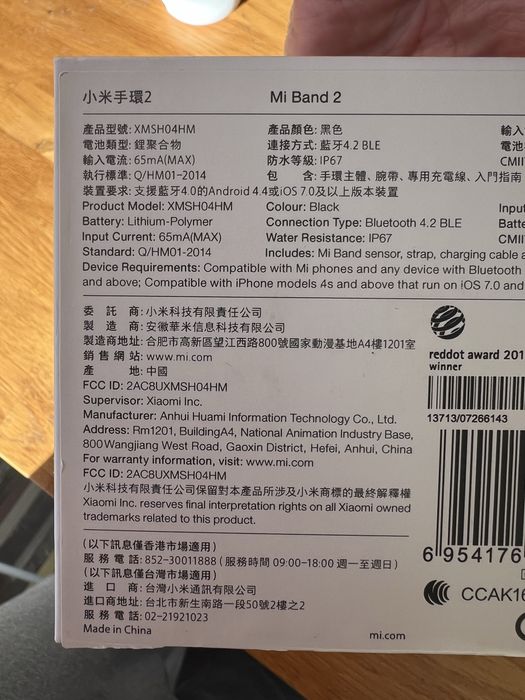 小米手環2 Mi Band 2
產品型號: XMSH04HM 產品顏色: 黑色 輸入
電池類型: 鋰聚合物 連接方式: 藍牙4.2 BLE 電池
輸入電流: 65mA(MAX) 防水等級: IP67 CMII
執行標準: Q/HM01-2014 包 含: 手環主體、腕帶、專用充電線、入門指南
裝置要求: 支援藍牙4.0的Android 4.4或iOS 7.0及以上版本裝置
Product Model: XMSH04HM Colour: Black Input
Battery: Lithium-Polymer Connection Type: Bluetooth 4.2 BLE Batte
Input Current: 65mA(MAX) Water Resistance: IP67 CMII
Standard: Q/HM01-2014 Includes: Mi Band sensor, strap, charging cable a
Device Requirements: Compatible with Mi phones and any device with Bluetooth
and above; Compatible with iPhone models 4s and above that run on iOS 7.0 and
委 託 商: 小米科技有限責任公司
製 造 商: 安徽華米信息科技有限公司
製造商地址: 合肥市高新區望江西路800號國家動漫基地A4樓1201室
銷 售 網 站: www.mi.com
產 地: 中國
FCC ID: 2AC8UXMSH04HM
Supervisor: Xiaomi Inc.
Manufacturer: Anhui Huami Information Technology Co., Ltd.
Address: Rm1201, BuildingA4, National Animation Industry Base,
800 Wangjiang West Road, Gaoxin District, Hefei, Anhui, China
For warranty information, visit: www.mi.com
FCC ID: 2AC8UXMSH04HM
小米科技有限責任公司保留對本產品所涉及小米商標的最終解釋權
Xiaomi Inc. reserves final interpretation rights on all Xiaomi owned
trademarks related to this product.
reddot award 201
winner
13713/07266143
6 954176
CCAK16
(以下訊息僅香港市場適用)
服 務 電 話: 852-30011888 (服務時間 09:00-18:00 週一至週日)
(以下訊息僅台灣市場適用)
進 口 商: 台灣小米通訊有限公司
進口商地址: 台北市新生南路一段50號2樓之2
服 務 電 話: 02-21921023
Made in China mi.com